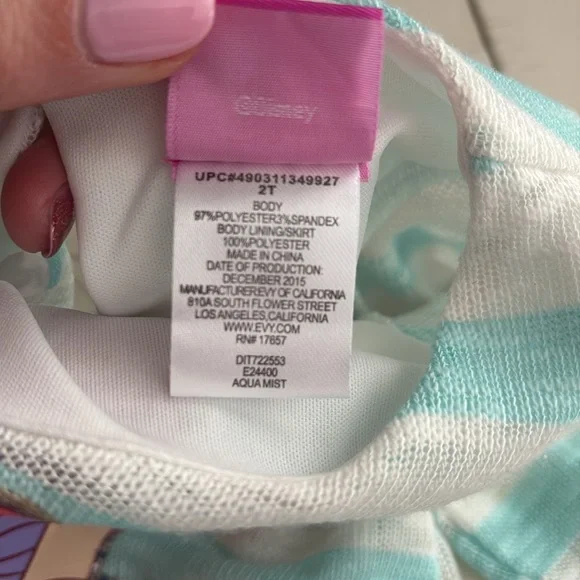 UPC#490311349927
2T
BODY
97%POLYESTER3%SPANDEX
BODY LINING/SKIRT
100%POLYESTER
MADE IN CHINA
DATE OF PRODUCTION:
DECEMBER 2015
MANUFACTURER:EVY OF CALIFORNIA
810A SOUTH FLOWER STREET
LOS ANGELES,CALIFORNIA
WWW.EVY.COM
RN# 17657
DIT722553
E24400
AQUA MIST